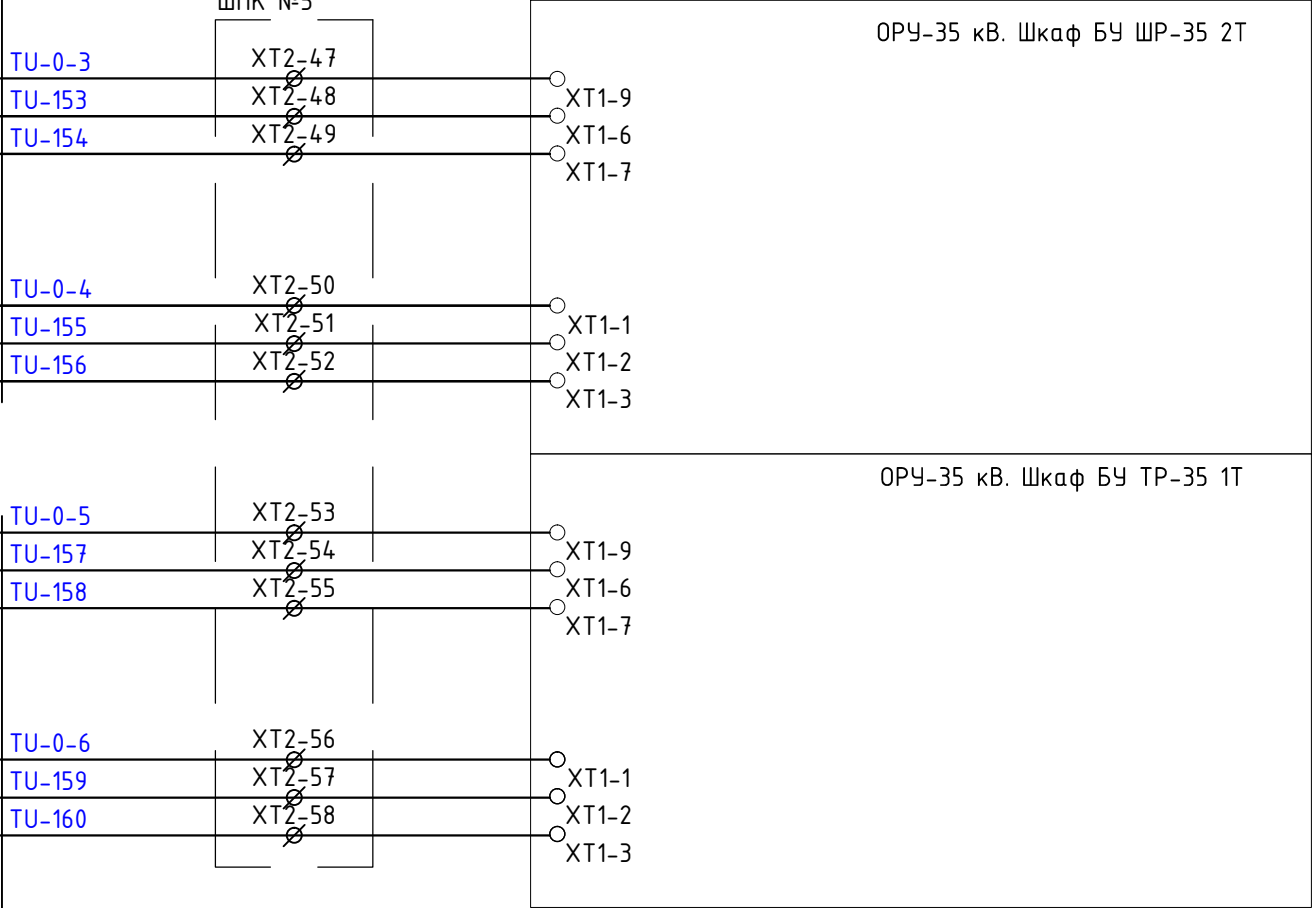 ШПК №5
ОРУ-35 кВ. Шкаф БУ ШР-35 2Т
TU-0-3 XT2-47
XT1-9
TU-153 XT2-48
XT1-6
TU-154 XT2-49
XT1-7
TU-0-4 XT2-50
XT1-1
TU-155 XT2-51
XT1-2
TU-156 XT2-52
XT1-3
ОРУ-35 кВ. Шкаф БУ ТР-35 1Т
TU-0-5 XT2-53
XT1-9
TU-157 XT2-54
XT1-6
TU-158 XT2-55
XT1-7
TU-0-6 XT2-56
XT1-1
TU-159 XT2-57
XT1-2
TU-160 XT2-58
XT1-3